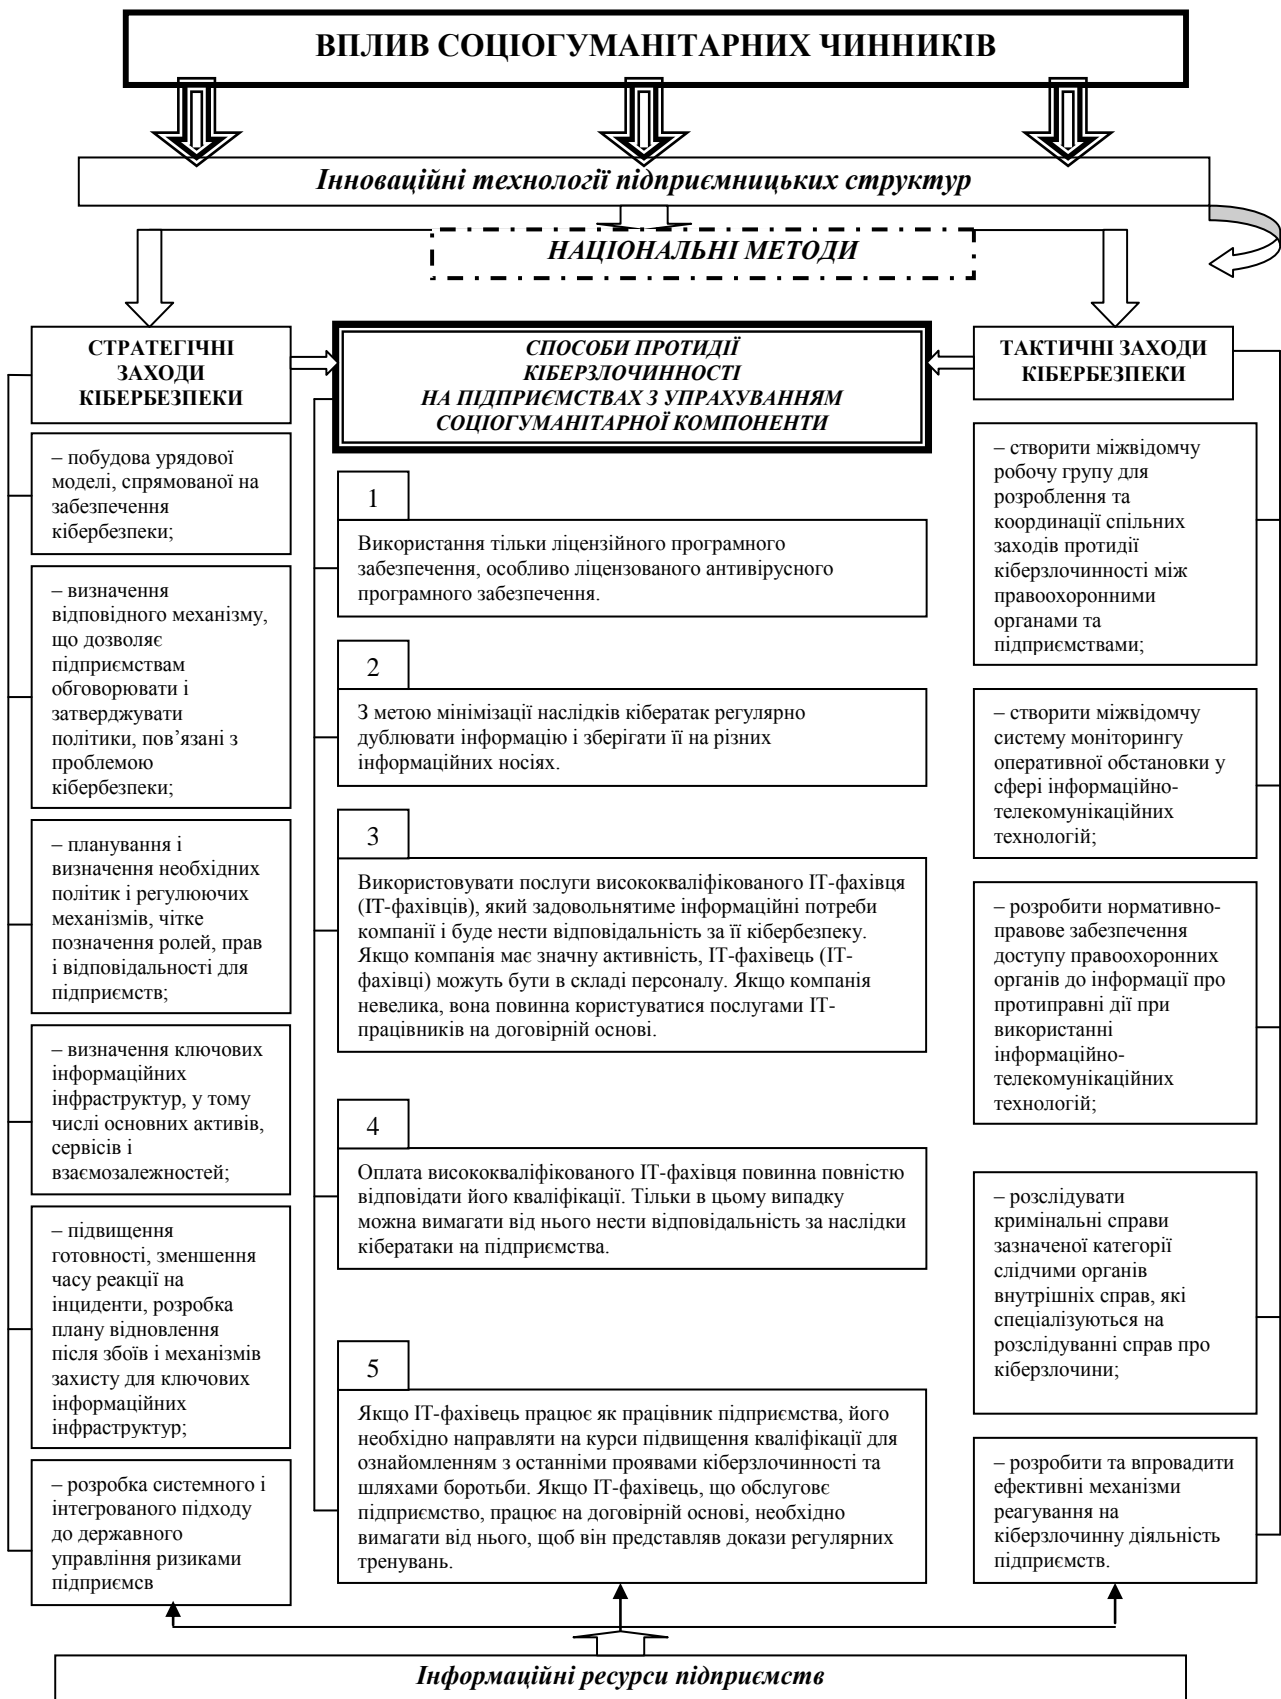 ВПЛИВ СОЦІОГУМАНІТАРНИХ ЧИННИКІВ
Інноваційні технології підприємницьких структур
НАЦІОНАЛЬНІ МЕТОДИ
СТРАТЕГІЧНІ
ЗАХОДИ
КІБЕРБЕЗПЕКИ
– побудова урядової
моделі, спрямованої на
забезпечення
кібербезпеки;
– визначення
відповідного механізму,
що дозволяє
підприємствам
обговорювати і
затверджувати
політики, пов’язані з
проблемою
кібербезпеки;
– планування і
визначення необхідних
політик і регулюючих
механізмів, чітке
позначення ролей, прав
і відповідальності для
підприємств;
– визначення ключових
інформаційних
інфраструктур, у тому
числі основних активів,
сервісів і
взаємозалежностей;
– підвищення
готовності, зменшення
часу реакції на
інциденти, розробка
плану відновлення
після збоїв і механізмів
захисту для ключових
інформаційних
інфраструктур;
– розробка системного і
інтегрованого підходу
до державного
управління ризиками
підприємсв
СПОСОБИ ПРОТИДІЇ
КІБЕРЗЛОЧИННОСТІ
НА ПІДПРИЄМСТВАХ З УПРАХУВАННЯМ
СОЦІОГУМАНІТАРНОЇ КОМПОНЕНТИ
1
Використання тільки ліцензійного програмного
забезпечення, особливо ліцензованого антивірусного
програмного забезпечення.
2
З метою мінімізації наслідків кібератак регулярно
дублювати інформацію і зберігати її на різних
інформаційних носіях.
3
Використовувати послуги висококваліфікованого ІТ-фахівця
(ІТ-фахівців), який задовольнятиме інформаційні потреби
компанії і буде нести відповідальність за її кібербезпеку.
Якщо компанія має значну активність, ІТ-фахівець (ІТ-
фахівці) можуть бути в складі персоналу. Якщо компанія
невелика, вона повинна користуватися послугами ІТ-
працівників на договірній основі.
4
Оплата висококваліфікованого ІТ-фахівця повинна повністю
відповідати його кваліфікації. Тільки в цьому випадку
можна вимагати від нього нести відповідальність за наслідки
кібератаки на підприємства.
5
Якщо ІТ-фахівець працює як працівник підприємства, його
необхідно направляти на курси підвищення кваліфікації для
ознайомленням з останніми проявами кіберзлочинності та
шляхами боротьби. Якщо ІТ-фахівець, що обслуговє
підприємство, працює на договірній основі, необхідно
вимагати від нього, щоб він представляв докази регулярних
тренувань.
ТАКТИЧНІ ЗАХОДИ
КІБЕРБЕЗПЕКИ
– створити міжвідомчу
робочу групу для
розроблення та
координації спільних
заходів протидії
кіберзлочинності між
правоохоронними
органами та
підприємствами;
– створити міжвідомчу
систему моніторингу
оперативної обстановки у
сфері інформаційно-
телекомунікаційних
технологій;
– розробити нормативно-
правове забезпечення
доступу правоохоронних
органів до інформації про
протиправні дії при
використанні
інформаційно-
телекомунікаційних
технологій;
– розслідувати
кримінальні справи
зазначеної категорії
слідчими органів
внутрішніх справ, які
спеціалізуються на
розслідуванні справ про
кіберзлочини;
– розробити та впровадити
ефективні механізми
реагування на
кіберзлочинну діяльність
підприємств.
Інформаційні ресурси підприємств